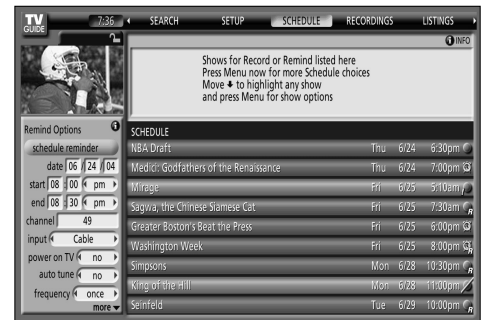 TV GUIDE
7:36 SEARCH SETUP SCHEDULE RECORDINGS LISTINGS
INFO
Shows for Record or Remind listed here
Press Menu now for more Schedule choices
Move to highlight any show
and press Menu for show options
Remind Options
schedule reminder
date 06 / 24 / 04
start 08 : 00 pm
end 08 : 30 pm
channel 49
input Cable
power on TV no
auto tune no
frequency once
more
SCHEDULE
NBA Draft Thu 6/24 6:30pm
Medici: Godfathers of the Renaissance Thu 6/24 7:00pm
Mirage Fri 6/25 5:10am
Sagwa, the Chinese Siamese Cat Fri 6/25 7:30am R
Greater Boston's Beat the Press Fri 6/25 6:00pm
Washington Week Fri 6/25 8:00pm R
Simpsons Mon 6/28 10:30pm R
King of the Hill Mon 6/28 11:00pm
Seinfeld Tue 6/29 10:00pm R